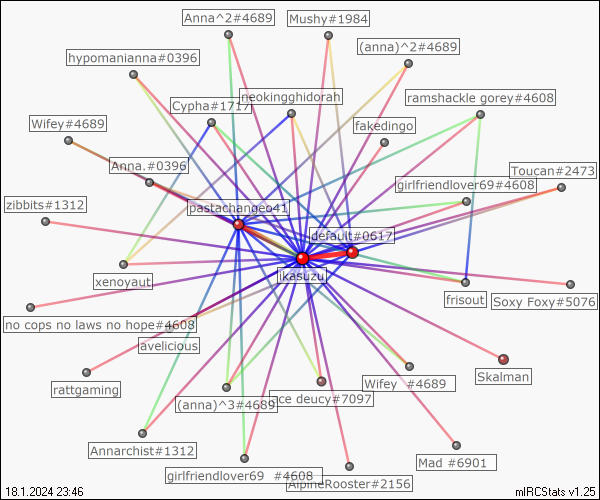 Anna^2#4689
Mushy#1984
(anna)^2#4689
hypomanianna#0396
neokingghidorah
ramshackle gorey#4608
Cypha#1717
Wifey#4689
fakedingo
Anna.#0396
Toucan#2473
girlfriendlover69#4608
zibbits#1312
pastachangeo41
default#0617
jkasuzu
xenoyaut
frisout
Soxy Foxy#5076
no cops no laws no hope#4608
avelicious
Skalman
rattgaming
Wifey #4689
ace deucy#7097
(anna)^3#4689
Annarchist#1312
Mad #6901
girlfriendlover69 #4608
AlpineRooster#2156
18.1.2024 23:46
mIRCStats v1.25